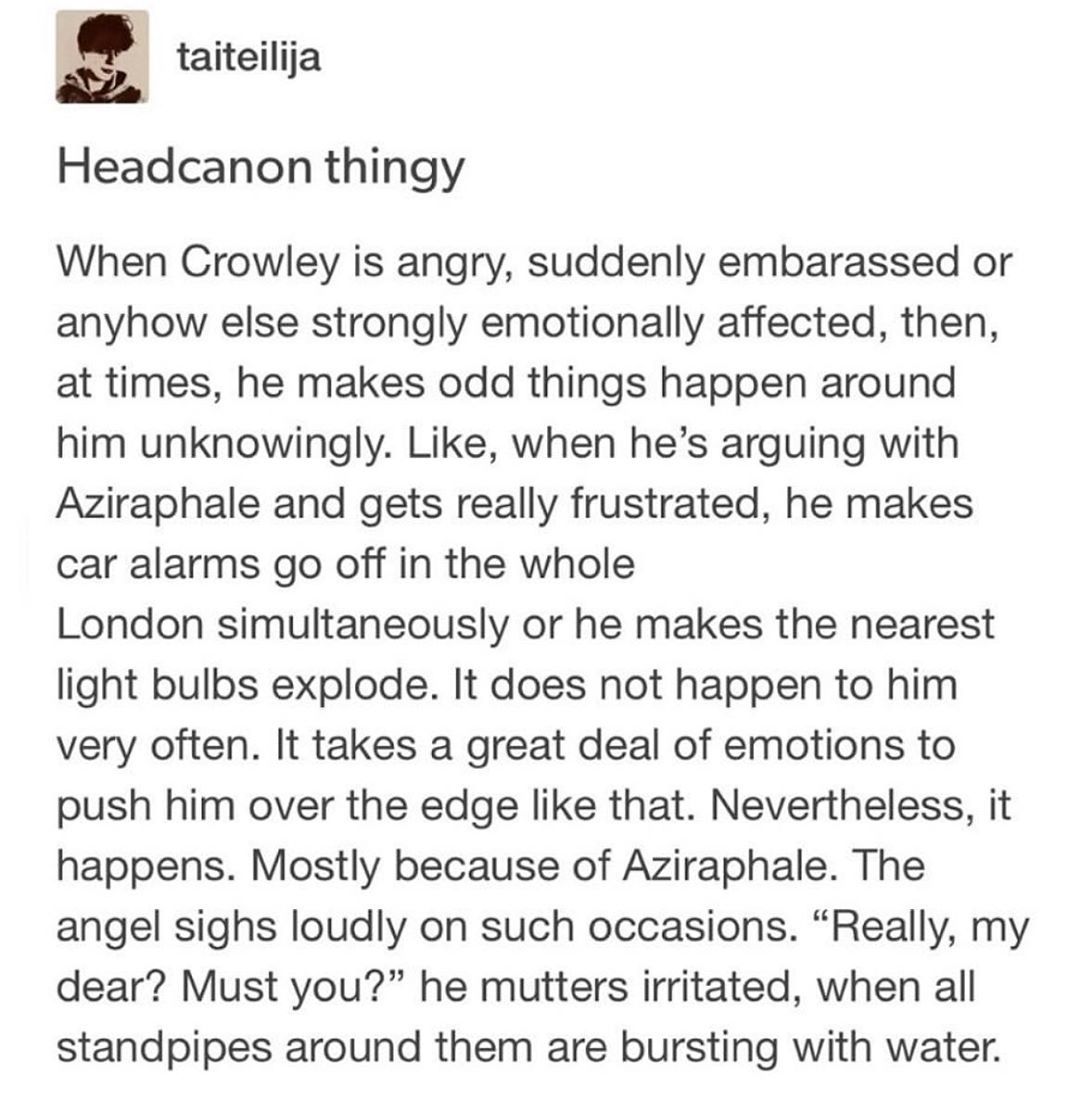 taiteilija
Headcanon thingy
When Crowley is angry, suddenly embarassed or
anyhow else strongly emotionally affected, then,
at times, he makes odd things happen around
him unknowingly. Like, when he’s arguing with
Aziraphale and gets really frustrated, he makes
car alarms go off in the whole
London simultaneously or he makes the nearest
light bulbs explode. It does not happen to him
very often. It takes a great deal of emotions to
push him over the edge like that. Nevertheless, it
happens. Mostly because of Aziraphale. The
angel sighs loudly on such occasions. “Really, my
dear? Must you?” he mutters irritated, when all
standpipes around them are bursting with water.